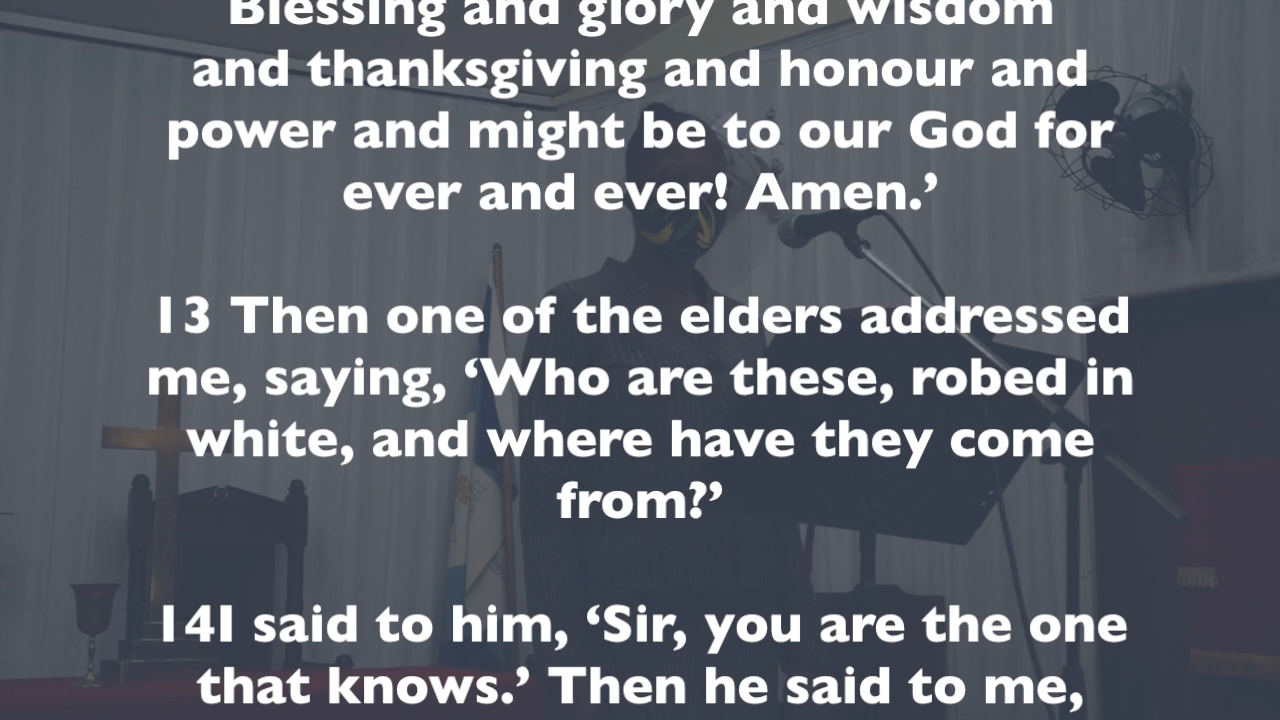 Blessing and glory and wisdom
and thanksgiving and honour and
power and might be to our God for
ever and ever! Amen.’
13 Then one of the elders addressed
me, saying, ‘Who are these, robed in
white, and where have they come
from?’
14I said to him, ‘Sir, you are the one
that knows.’ Then he said to me,